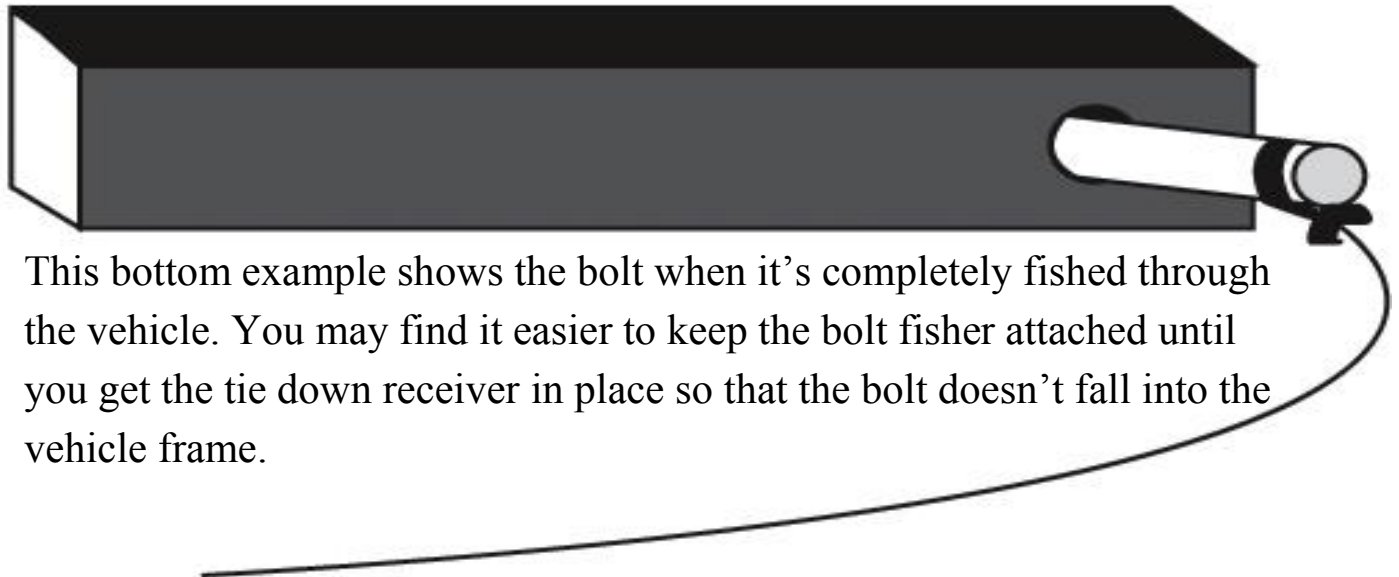 This bottom example shows the bolt when it’s completely fished through
the vehicle. You may find it easier to keep the bolt fisher attached until
you get the tie down receiver in place so that the bolt doesn’t fall into the
vehicle frame.